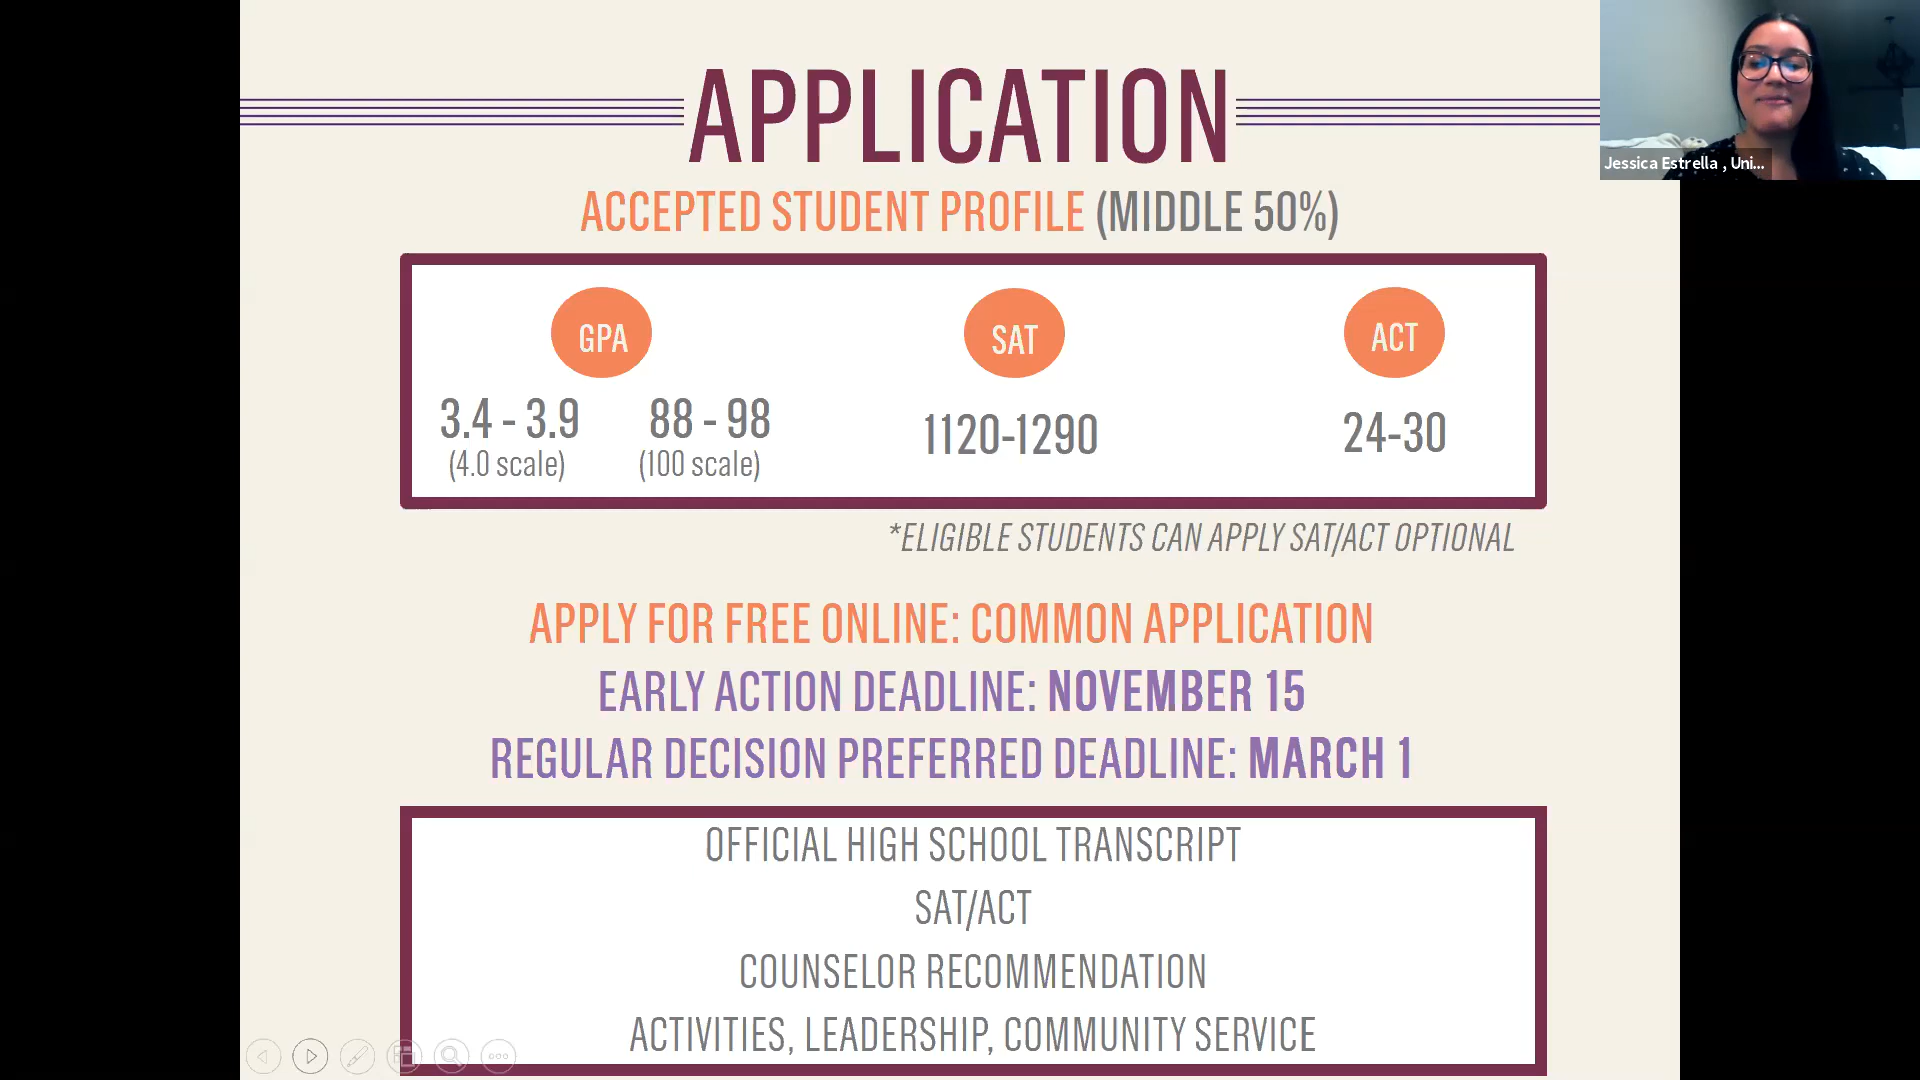 APPLICATION
ACCEPTED STUDENT PROFILE (MIDDLE 50%)
GPA
SAT
ACT
3.4 - 3.9
88 - 98
1120-1290
24-30
(4.0 scale)
(100 scale)
*ELIGIBLE STUDENTS CAN APPLY SAT/ACT OPTIONAL
APPLY FOR FREE ONLINE: COMMON APPLICATION
EARLY ACTION DEADLINE: NOVEMBER 15
REGULAR DECISION PREFERRED DEADLINE: MARCH 1
OFFICIAL HIGH SCHOOL TRANSCRIPT
SAT/ACT
COUNSELOR RECOMMENDATION
ACTIVITIES, LEADERSHIP, COMMUNITY SERVICE
Jessica Estrella , Uni...